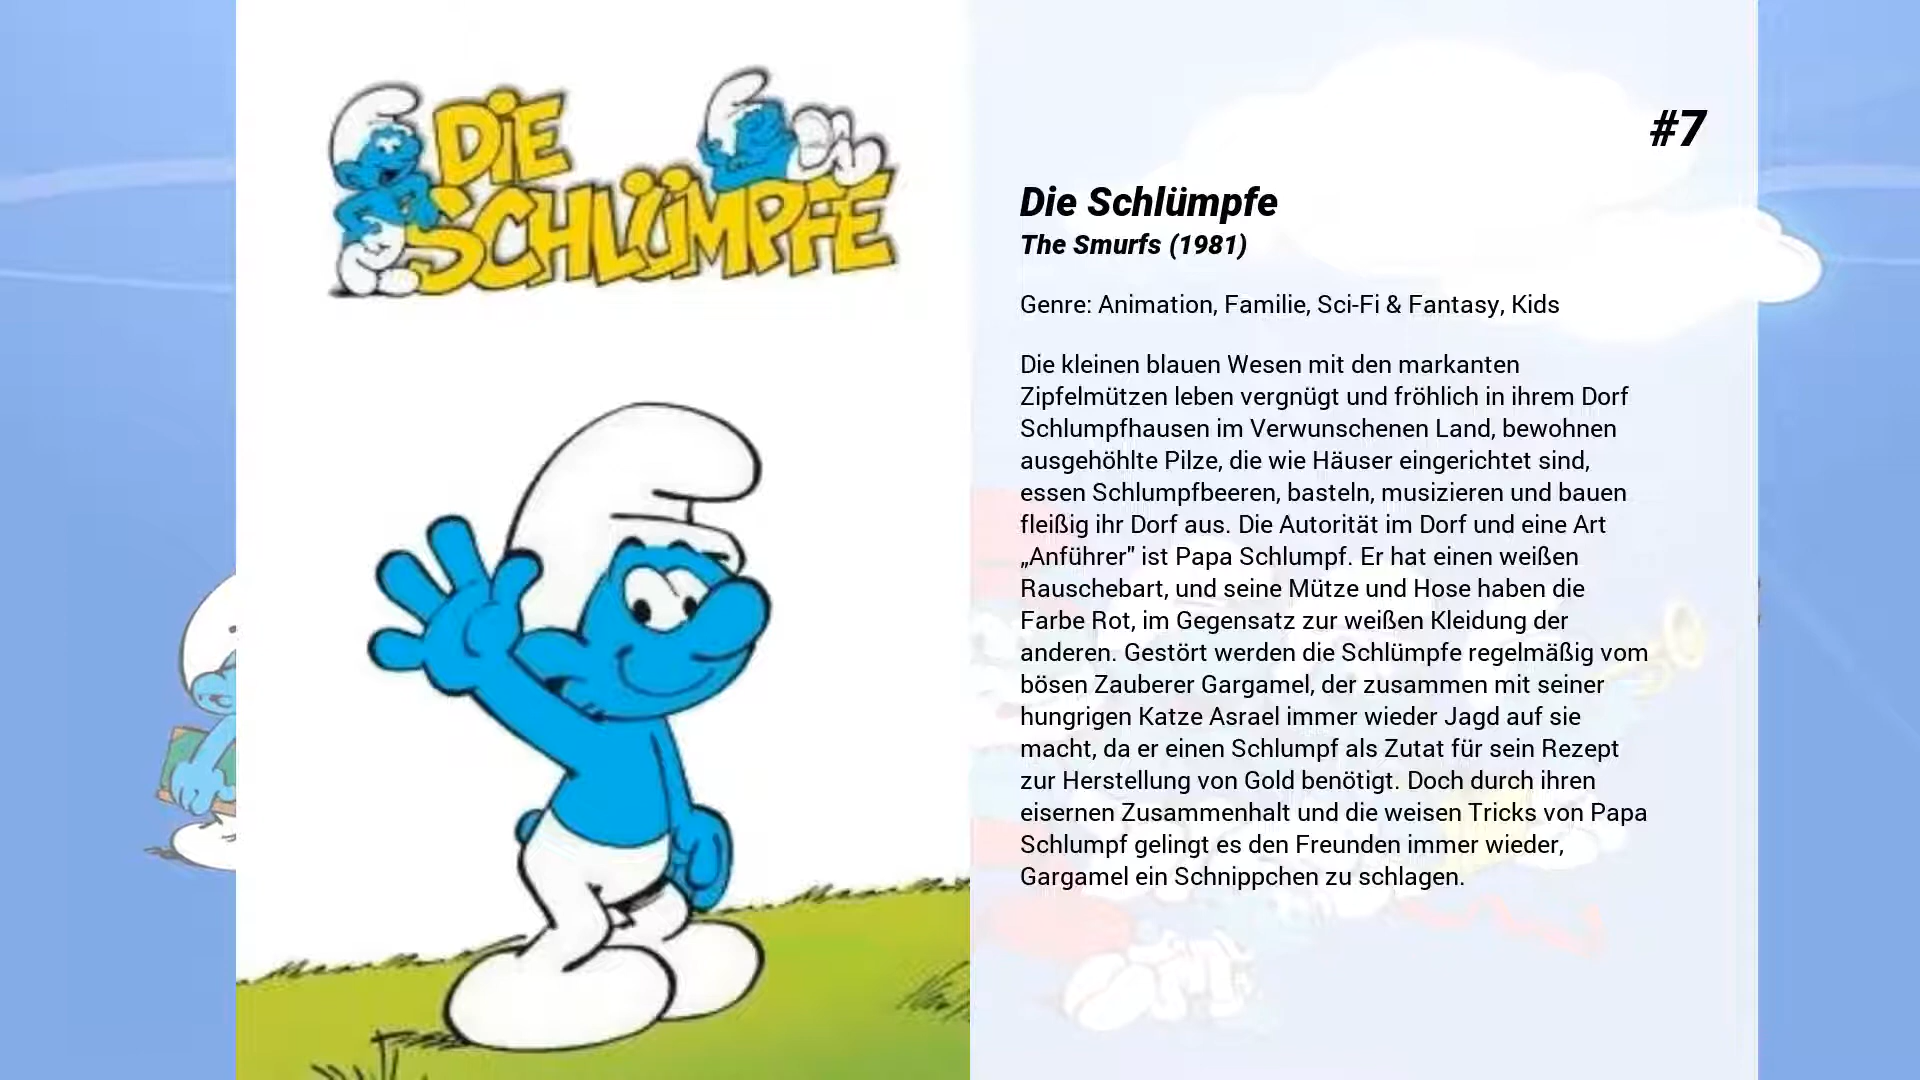 DIE
SCHLÜMPFE
#7
Die Schlümpfe
The Smurfs (1981)
Genre: Animation, Familie, Sci-Fi & Fantasy, Kids
Die kleinen blauen Wesen mit den markanten
Zipfelmützen leben vergnügt und fröhlich in ihrem Dorf
Schlumpfhausen im Verwunschenen Land, bewohnen
ausgehöhlte Pilze, die wie Häuser eingerichtet sind,
essen Schlumpfbeeren, basteln, musizieren und bauen
fleißig ihr Dorf aus. Die Autorität im Dorf und eine Art
„Anführer" ist Papa Schlumpf. Er hat einen weißen
Rauschebart, und seine Mütze und Hose haben die
Farbe Rot, im Gegensatz zur weißen Kleidung der
anderen. Gestört werden die Schlümpfe regelmäßig vom
bösen Zauberer Gargamel, der zusammen mit seiner
hungrigen Katze Asrael immer wieder Jagd auf sie
macht, da er einen Schlumpf als Zutat für sein Rezept
zur Herstellung von Gold benötigt. Doch durch ihren
eisernen Zusammenhalt und die weisen Tricks von Papa
Schlumpf gelingt es den Freunden immer wieder,
Gargamel ein Schnippchen zu schlagen.